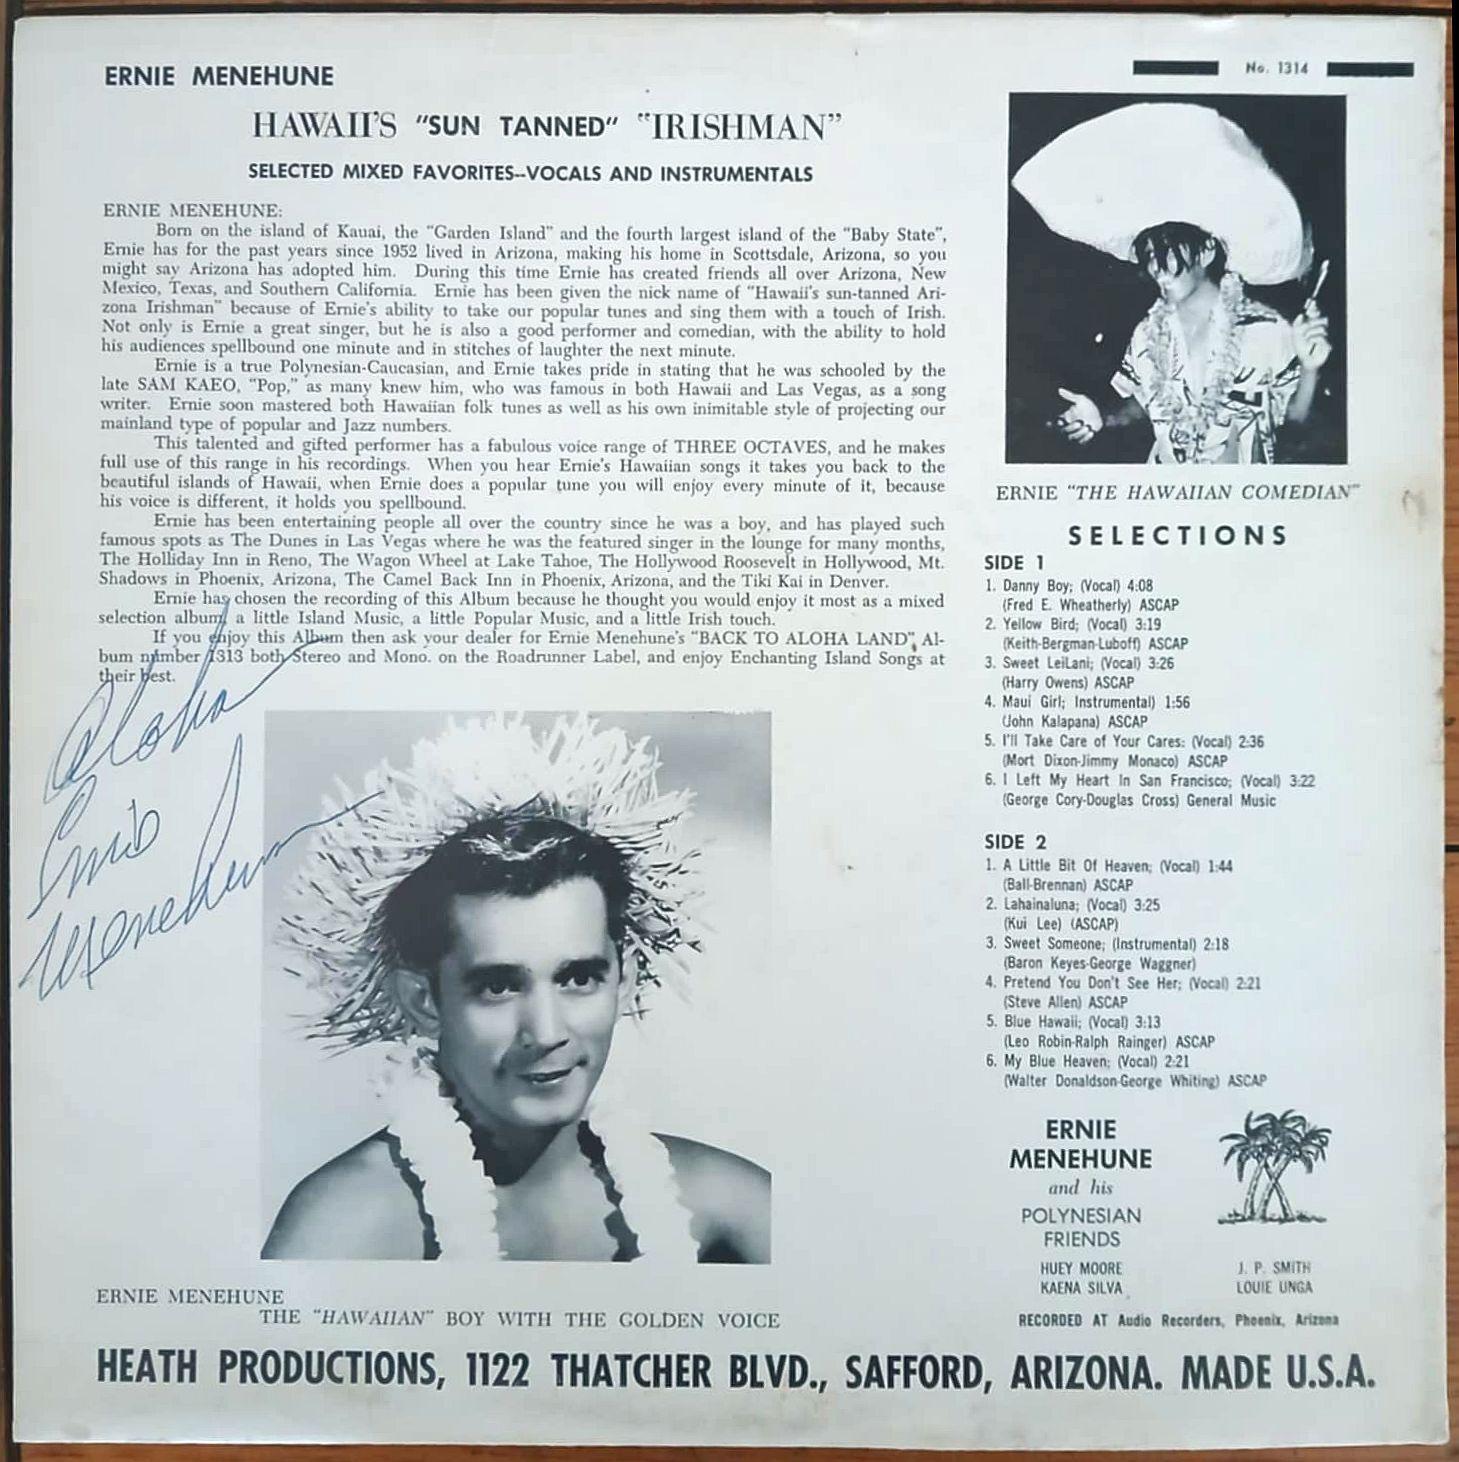 No. 1314
ERNIE MENEHUNE
HAWAII'S "SUN TANNED" "IRISHMAN"
SELECTED MIXED FAVORITES--VOCALS AND INSTRUMENTALS
ERNIE MENEHUNE:
Born on the island of Kauai, the "Garden Island" and the fourth largest island of the "Baby State",
Ernie has for the past years since 1952 lived in Arizona, making his home in Scottsdale, Arizona, so you
might say Arizona has adopted him. During this time Ernie has created friends all over Arizona, New
Mexico, Texas, and Southern California. Ernie has been given the nick name of "Hawaii's sun-tanned Ari-
zona Irishman" because of Ernie's ability to take our popular tunes and sing them with a touch of Irish.
Not only is Ernie a great singer, but he is also a good performer and comedian, with the ability to hold
his audiences spellbound one minute and in stitches of laughter the next minute.
Ernie is a true Polynesian-Caucasian, and Ernie takes pride in stating that he was schooled by the
late SAM KAEO, "Pop," as many knew him, who was famous in both Hawaii and Las Vegas, as a song
writer. Ernie soon mastered both Hawaiian folk tunes as well as his own inimitable style of projecting our
mainland type of popular and Jazz numbers.
This talented and gifted performer has a fabulous voice range of THREE OCTAVES, and he makes
full use of this range in his recordings. When you hear Ernie's Hawaiian songs it takes you back to the
beautiful islands of Hawaii, when Ernie does a popular tune you will enjoy every minute of it, because
his voice is different, it holds you spellbound.
Ernie has been entertaining people all over the country since he was a boy, and has played such
famous spots as The Dunes in Las Vegas where he was the featured singer in the lounge for many months,
The Holliday Inn in Reno, The Wagon Wheel at Lake Tahoe, The Hollywood Roosevelt in Hollywood, Mt.
Shadows in Phoenix, Arizona, The Camel Back Inn in Phoenix, Arizona, and the Tiki Kai in Denver.
Ernie has chosen the recording of this Album because he thought you would enjoy it most as a mixed
selection album, a little Island Music, a little Popular Music, and a little Irish touch.
If you enjoy this Album then ask your dealer for Ernie Menehune's "BACK TO ALOHA LAND", Al-
bum number 1313 both Stereo and Mono. on the Roadrunner Label, and enjoy Enchanting Island Songs at
their best.
Aloha
Ernie
Menehune
ERNIE MENEHUNE
THE "HAWAIIAN" BOY WITH THE GOLDEN VOICE
ERNIE "THE HAWAIIAN COMEDIAN"
SELECTIONS
SIDE 1
1. Danny Boy; (Vocal) 4:08
(Fred E. Wheatherly) ASCAP
2. Yellow Bird; (Vocal) 3:19
(Keith-Bergman-Luboff) ASCAP
3. Sweet LeiLani; (Vocal) 3:26
(Harry Owens) ASCAP
4. Maui Girl; Instrumental) 1:56
(John Kalapana) ASCAP
5. I'll Take Care of Your Cares: (Vocal) 2:36
(Mort Dixon-Jimmy Monaco) ASCAP
6. I Left My Heart In San Francisco; (Vocal) 3:22
(George Cory-Douglas Cross) General Music
SIDE 2
1. A Little Bit Of Heaven; (Vocal) 1:44
(Ball-Brennan) ASCAP
2. Lahainaluna; (Vocal) 3:25
(Kui Lee) (ASCAP)
3. Sweet Someone; (Instrumental) 2:18
(Baron Keyes-George Waggner)
4. Pretend You Don't See Her; (Vocal) 2:21
(Steve Allen) ASCAP
5. Blue Hawaii; (Vocal) 3:13
(Leo Robin-Ralph Rainger) ASCAP
6. My Blue Heaven; (Vocal) 2:21
(Walter Donaldson-George Whiting) ASCAP
ERNIE
MENEHUNE
and his
POLYNESIAN
FRIENDS
HUEY MOORE J. P. SMITH
KAENA SILVA LOUIE UNGA
RECORDED AT Audio Recorders, Phoenix, Arizona
HEATH PRODUCTIONS, 1122 THATCHER BLVD., SAFFORD, ARIZONA. MADE U.S.A.